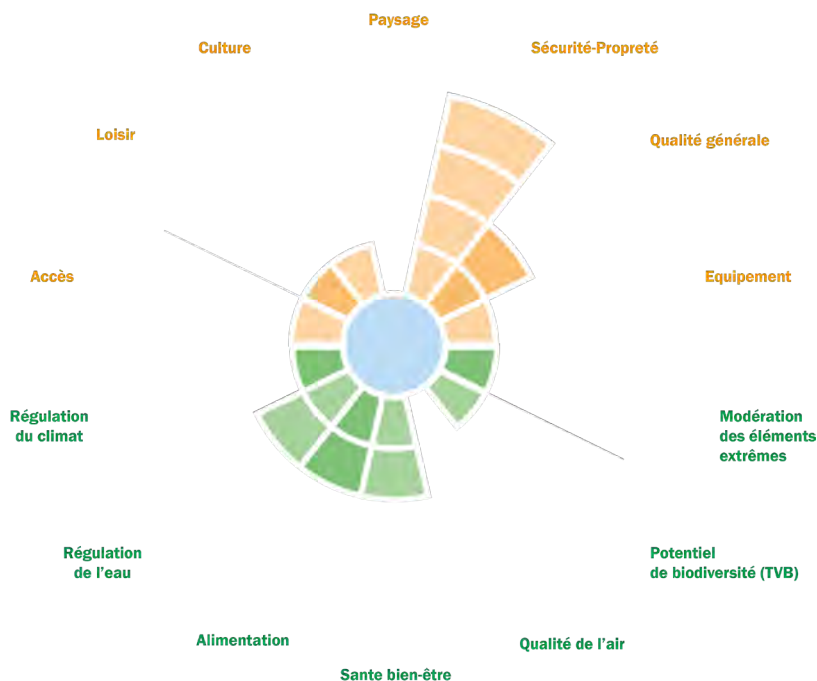 Paysage
Culture
Sécurité-Propreté
Loisir
Qualité générale
Accès
Equipement
Régulation
du climat
Modération
des éléments
extrêmes
Régulation
de l'eau
Potentiel
de biodiversité (TVB)
Alimentation
Qualité de l'air
Sante bien-être